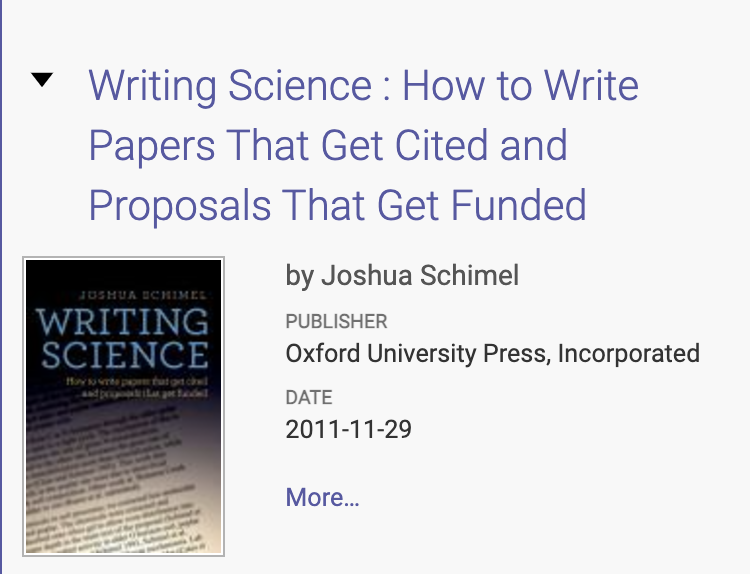 Writing Science : How to Write
Papers That Get Cited and
Proposals That Get Funded
JOSHUA SCHIMEL
WRITING
SCIENCE
How to write papers that get cited
and proposals that get funded
by Joshua Schimel
PUBLISHER
Oxford University Press, Incorporated
DATE
2011-11-29
More...